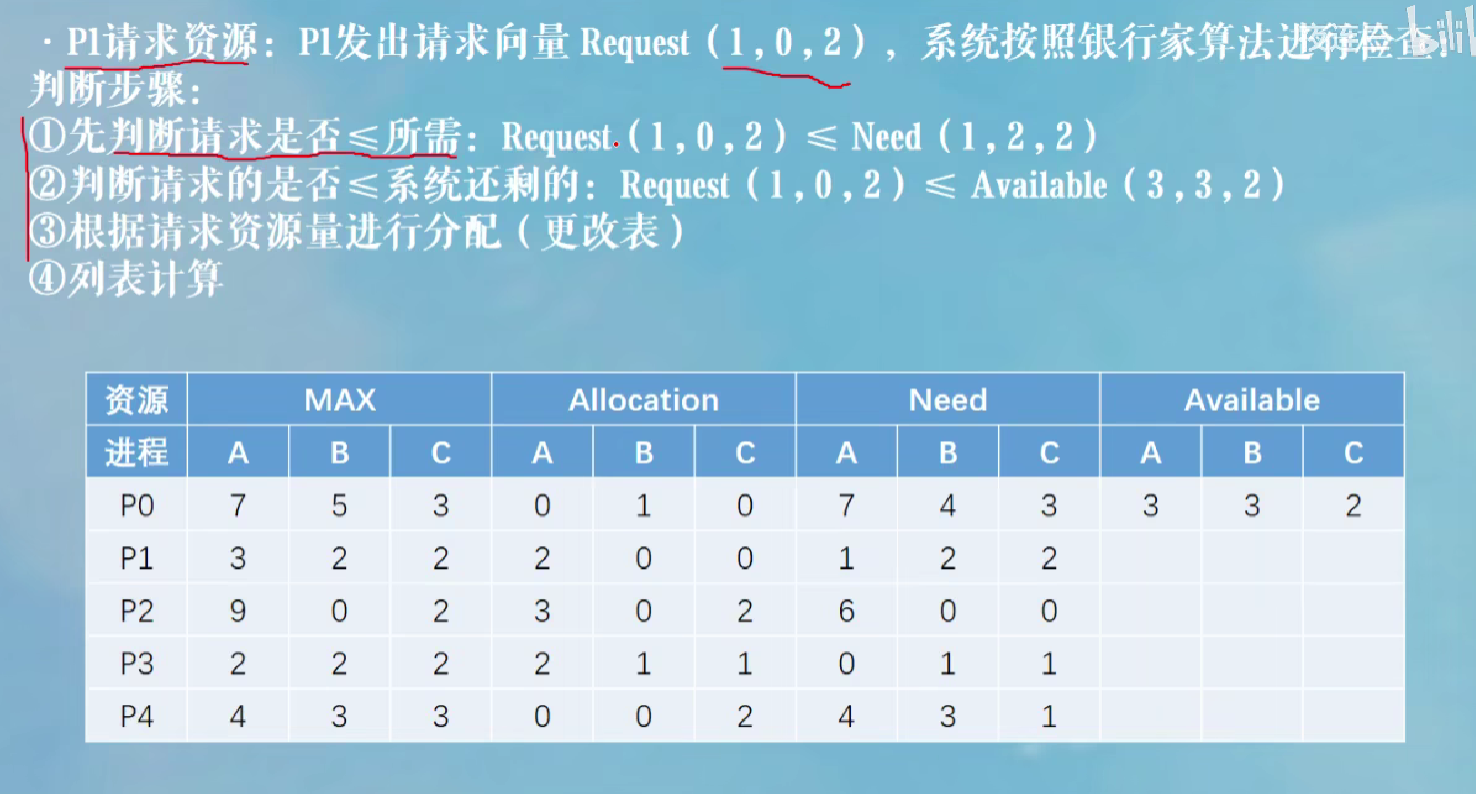 ·P1请求资源：P1发出请求向量 Request（1,0,2），系统按照银行家算法进行检查：
判断步骤：
①先判断请求是否≤所需：Request（1,0,2）≤ Need（1,2,2）
②判断请求的是否≤系统还剩的：Request（1,0,2）≤ Available（3,3,2）
③根据请求资源量进行分配（更改表）
④列表计算
资源 MAX Allocation Need Available
进程 A B C A B C A B C A B C
P0 7 5 3 0 1 0 7 4 3 3 3 2
P1 3 2 2 2 0 0 1 2 2
P2 9 0 2 3 0 2 6 0 0
P3 2 2 2 2 1 1 0 1 1
P4 4 3 3 0 0 2 4 3 1